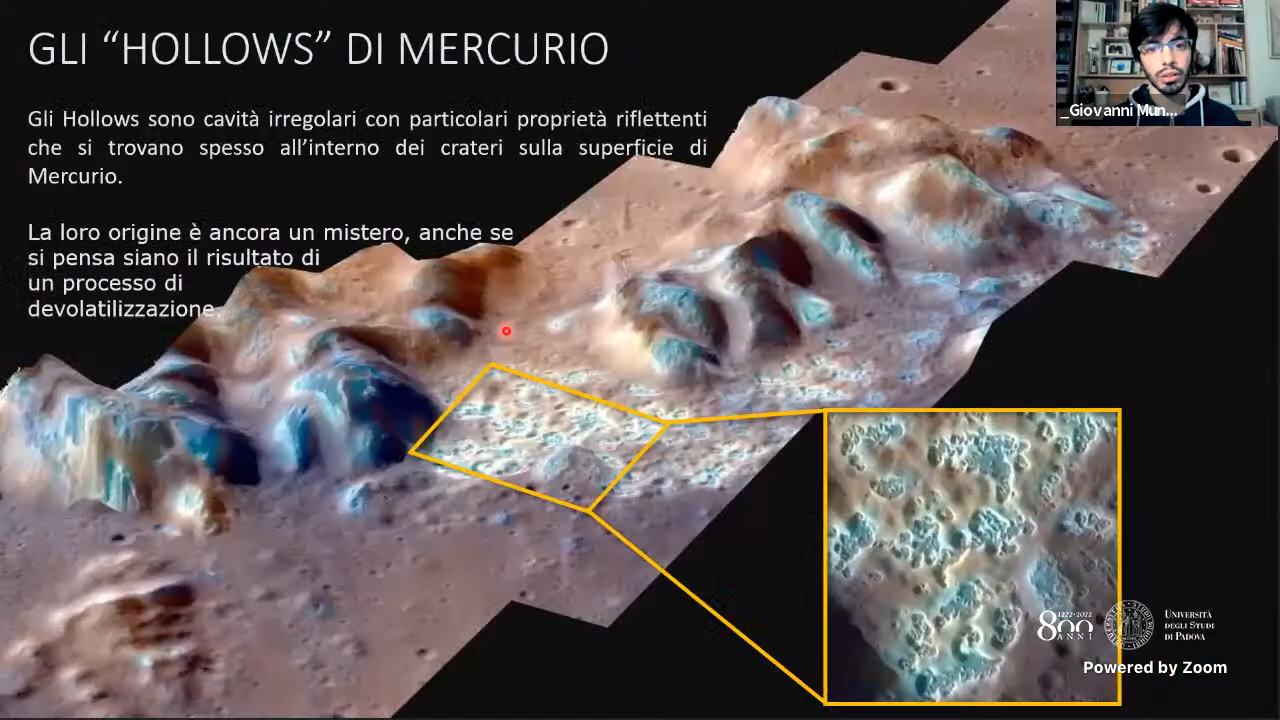 GLI “HOLLOWS” DI MERCURIO
_Giovanni Mun...
Gli Hollows sono cavità irregolari con particolari proprietà riflettenti
che si trovano spesso all’interno dei crateri sulla superficie di
Mercurio.
La loro origine è ancora un mistero, anche se
si pensa siano il risultato di
un processo di
devolatilizzazione.
1222·2022
800
ANNI
UNIVERSITÀ
DEGLI STUDI
DI PADOVA
Powered by Zoom